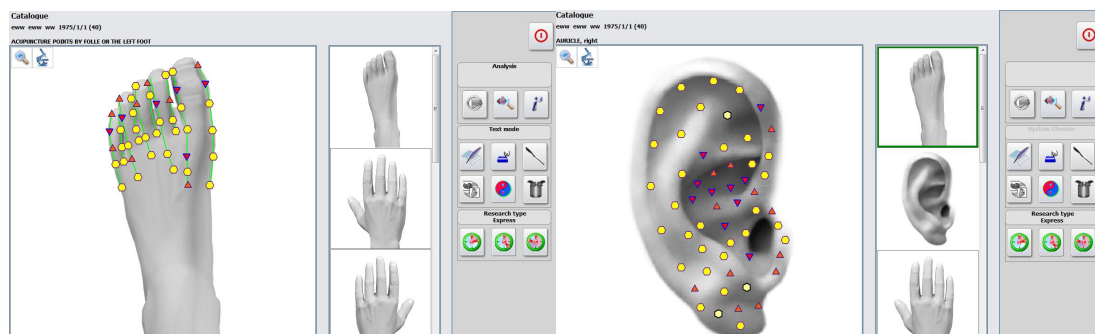 Catalogue
eww eww ww 1975/1/1 (40)
ACUPUNCTURE POINTS BY FOLLE ON THE LEFT FOOT
Analysis
Text mode
Research type
Express
Catalogue
eww eww ww 1975/1/1 (40)
AURICLE, right
Research type
Express